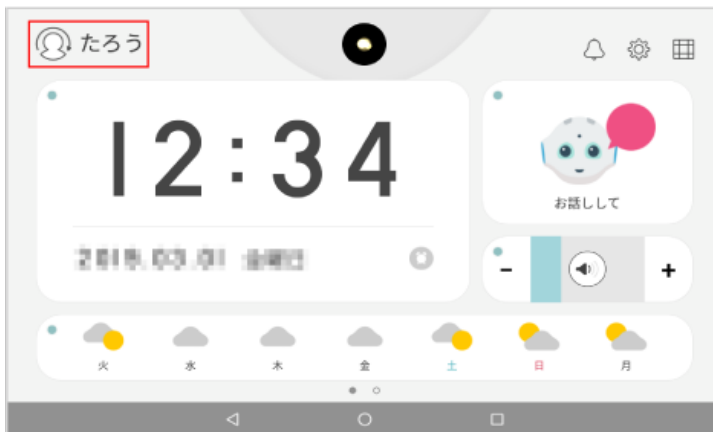 たろう
12:34
お話しして
- +
火 水 木 金 土 日 月